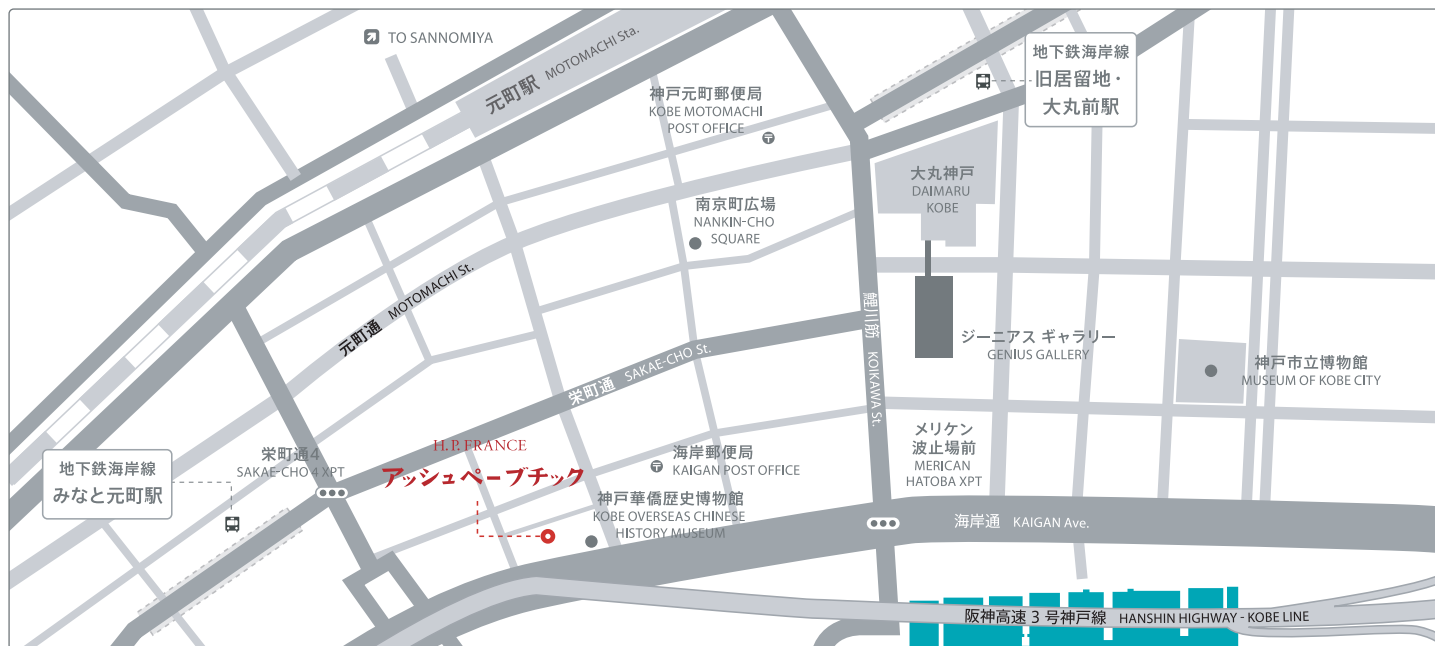 TO SANNOMIYA
元町駅 MOTOMACHI Sta.
神戸元町郵便局
KOBE MOTOMACHI
POST OFFICE
地下鉄海岸線
旧居留地・
大丸前駅
大丸神戸
DAIMARU
KOBE
南京町広場
NANKIN-CHO
SQUARE
元町通 MOTOMACHI St.
鯉川筋 KOIKAWA St.
ジーニアス ギャラリー
GENIUS GALLERY
神戸市立博物館
MUSEUM OF KOBE CITY
栄町通 SAKAE-CHO St.
地下鉄海岸線
みなと元町駅
栄町通4
SAKAE-CHO 4 XPT
H.P. FRANCE
アッシュペーブチック
海岸郵便局
KAIGAN POST OFFICE
神戸華僑歴史博物館
KOBE OVERSEAS CHINESE
HISTORY MUSEUM
メリケン
波止場前
MERICAN
HATOBA XPT
海岸通 KAIGAN Ave.
阪神高速 3 号神戸線 HANSHIN HIGHWAY - KOBE LINE